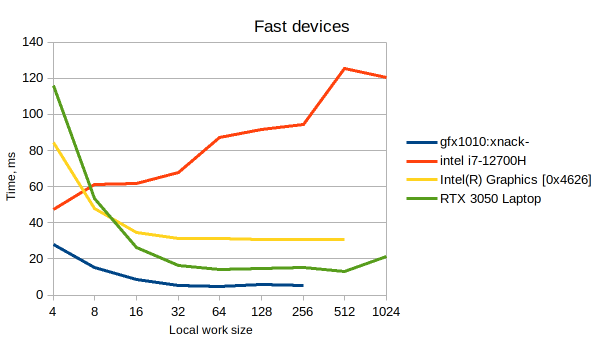 Fast devices
140
120
100
80
60
40
20
0
Time, ms
4 8 16 32 64 128 256 512 1024
Local work size
gfx1010:xnack-
intel i7-12700H
Intel(R) Graphics [0x4626]
RTX 3050 Laptop